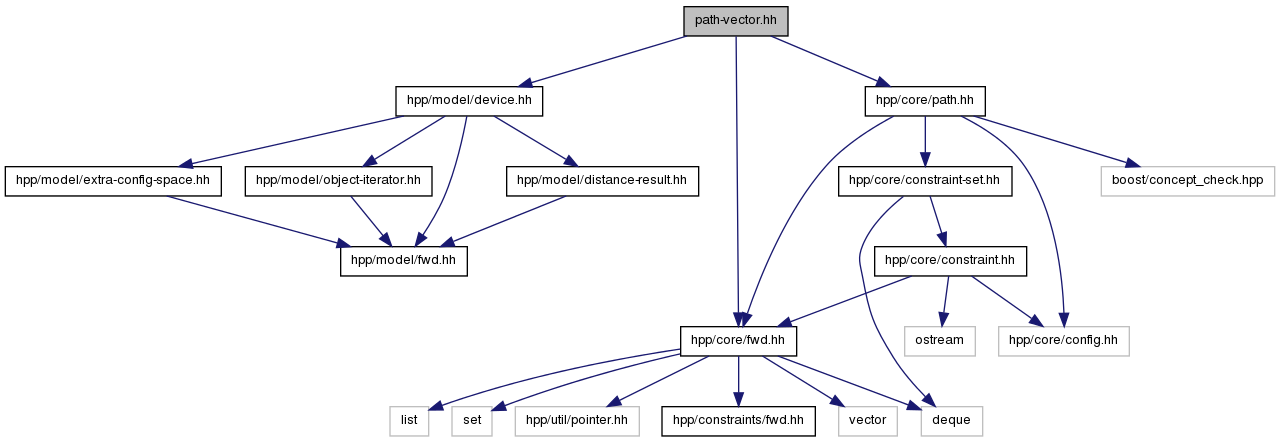 path-vector.hh
hpp/model/device.hh
hpp/core/path.hh
hpp/model/extra-config-space.hh
hpp/model/object-iterator.hh
hpp/model/distance-result.hh
hpp/core/constraint-set.hh
boost/concept_check.hpp
hpp/model/fwd.hh
hpp/core/constraint.hh
hpp/core/fwd.hh
ostream
hpp/core/config.hh
list
set
hpp/util/pointer.hh
hpp/constraints/fwd.hh
vector
deque